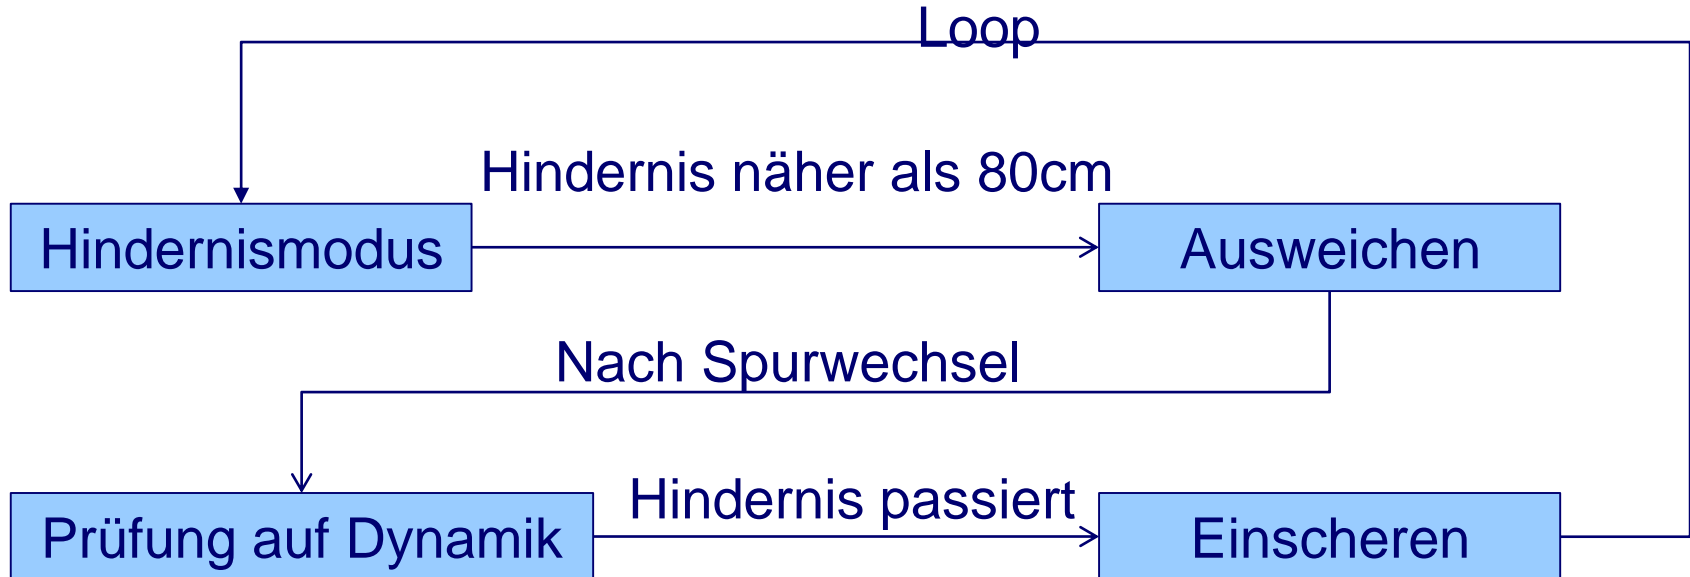 Loop
Hindernis näher als 80cm
Hindernismodus
Ausweichen
Nach Spurwechsel
Hindernis passiert
Prüfung auf Dynamik
Einscheren